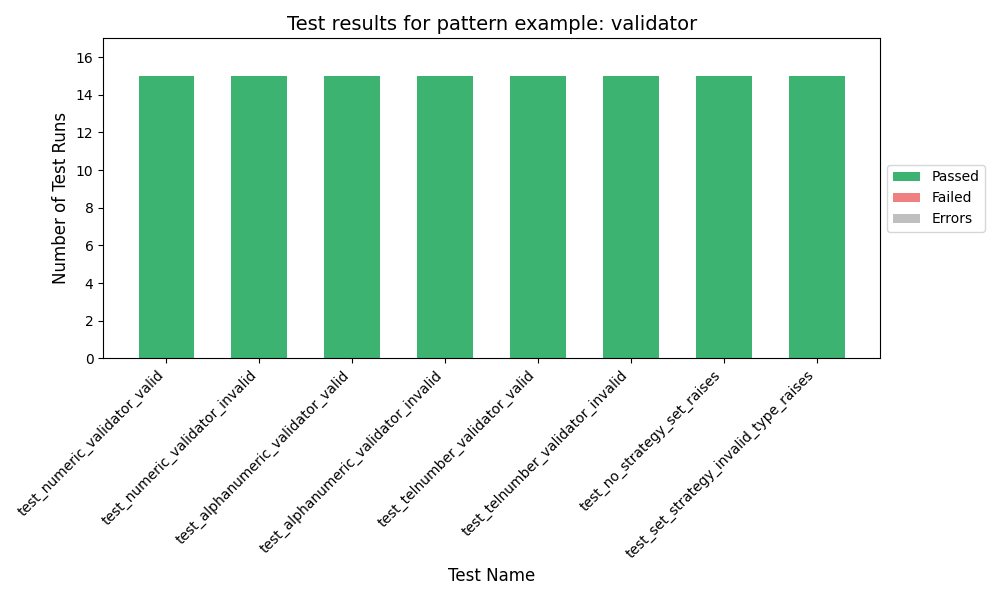 Test results for pattern example: validator
Number of Test Runs
16
14
12
10
8
6
4
2
0
Passed
Failed
Errors
test_numeric_validator_valid
test_numeric_validator_invalid
test_alphanumeric_validator_valid
test_alphanumeric_validator_invalid
test_telnumber_validator_valid
test_telnumber_validator_invalid
test_no_strategy_set_raises
test_set_strategy_invalid_type_raises
Test Name